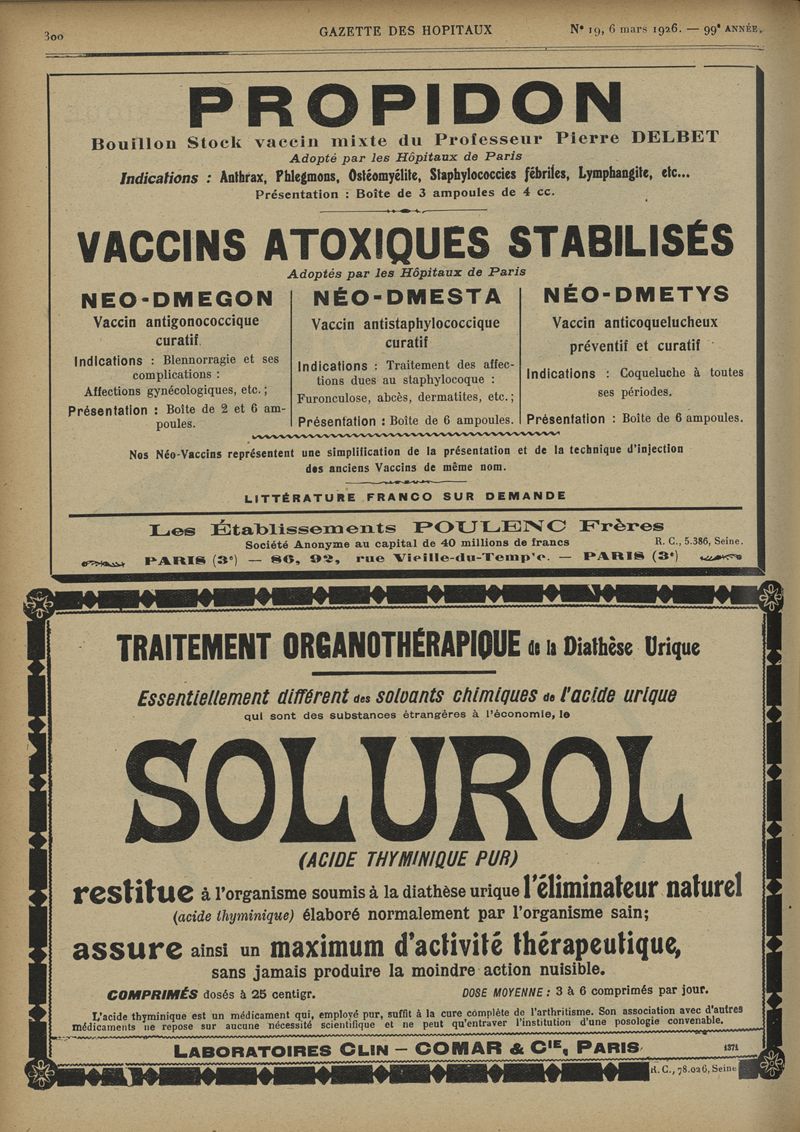 300
GAZETTE DES HOPITAUX
N° 19, 6 mars 1926. — 99e ANNÉE.
PROPIDON
Bouillon Stock vaccin mixte du Professeur Pierre DELBET
Adopté par les Hôpitaux de Paris
Indications : Anthrax, Phlegmons, Ostéomyélite, Staphylococcies fébriles, Lymphangite, etc...
Présentation : Boîte de 3 ampoules de 4 cc.
VACCINS ATOXIQUES STABILISÉS
Adoptés par les Hôpitaux de Paris
NEO-DMEGON
Vaccin antigonococcique
curatif
Indications : Blennorragie et ses
complications :
Affections gynécologiques, etc. ;
Présentation : Boîte de 2 et 6 am-
poules.
NÉO-DMESTA
Vaccin antistaphylococcique
curatif
Indications : Traitement des affec-
tions dues au staphylocoque :
Furonculose, abcès, dermatites, etc. ;
Présentation : Boîte de 6 ampoules.
NÉO-DMETYS
Vaccin anticoquelucheux
préventif et curatif
Indications : Coqueluche à toutes
ses périodes.
Présentation : Boîte de 6 ampoules.
Nos Néo-Vaccins représentent une simplification de la présentation et de la technique d'injection
des anciens Vaccins de même nom.
LITTÉRATURE FRANCO SUR DEMANDE
Les Établissements POULENC Frères
Société Anonyme au capital de 40 millions de francs
R. C., 5.386, Seine.
PARIS (3e) — 86, 92, rue Vieille-du-Temp'e. — PARIS (3e)
TRAITEMENT ORGANOTHÉRAPIQUE de la Diathèse Urique
Essentiellement différent des solvants chimiques de l'acide urique
qui sont des substances étrangères à l'économie, le
SOLUROL
(ACIDE THYMINIQUE PUR)
restitue à l'organisme soumis à la diathèse urique l'éliminateur naturel
(acide thyminique) élaboré normalement par l'organisme sain;
assure ainsi un maximum d'activité thérapeutique,
sans jamais produire la moindre action nuisible.
COMPRIMÉS dosés à 25 centigr.
DOSE MOYENNE : 3 à 6 comprimés par jour.
L'acide thyminique est un médicament qui, employé pur, suffit à la cure complète de l'arthritisme. Son association avec d'autres
médicaments ne repose sur aucune nécessité scientifique et ne peut qu'entraver l'institution d'une posologie convenable.
LABORATOIRES CLIN — COMAR & CIE, PARIS
1371
R. C., 78.026, Seine